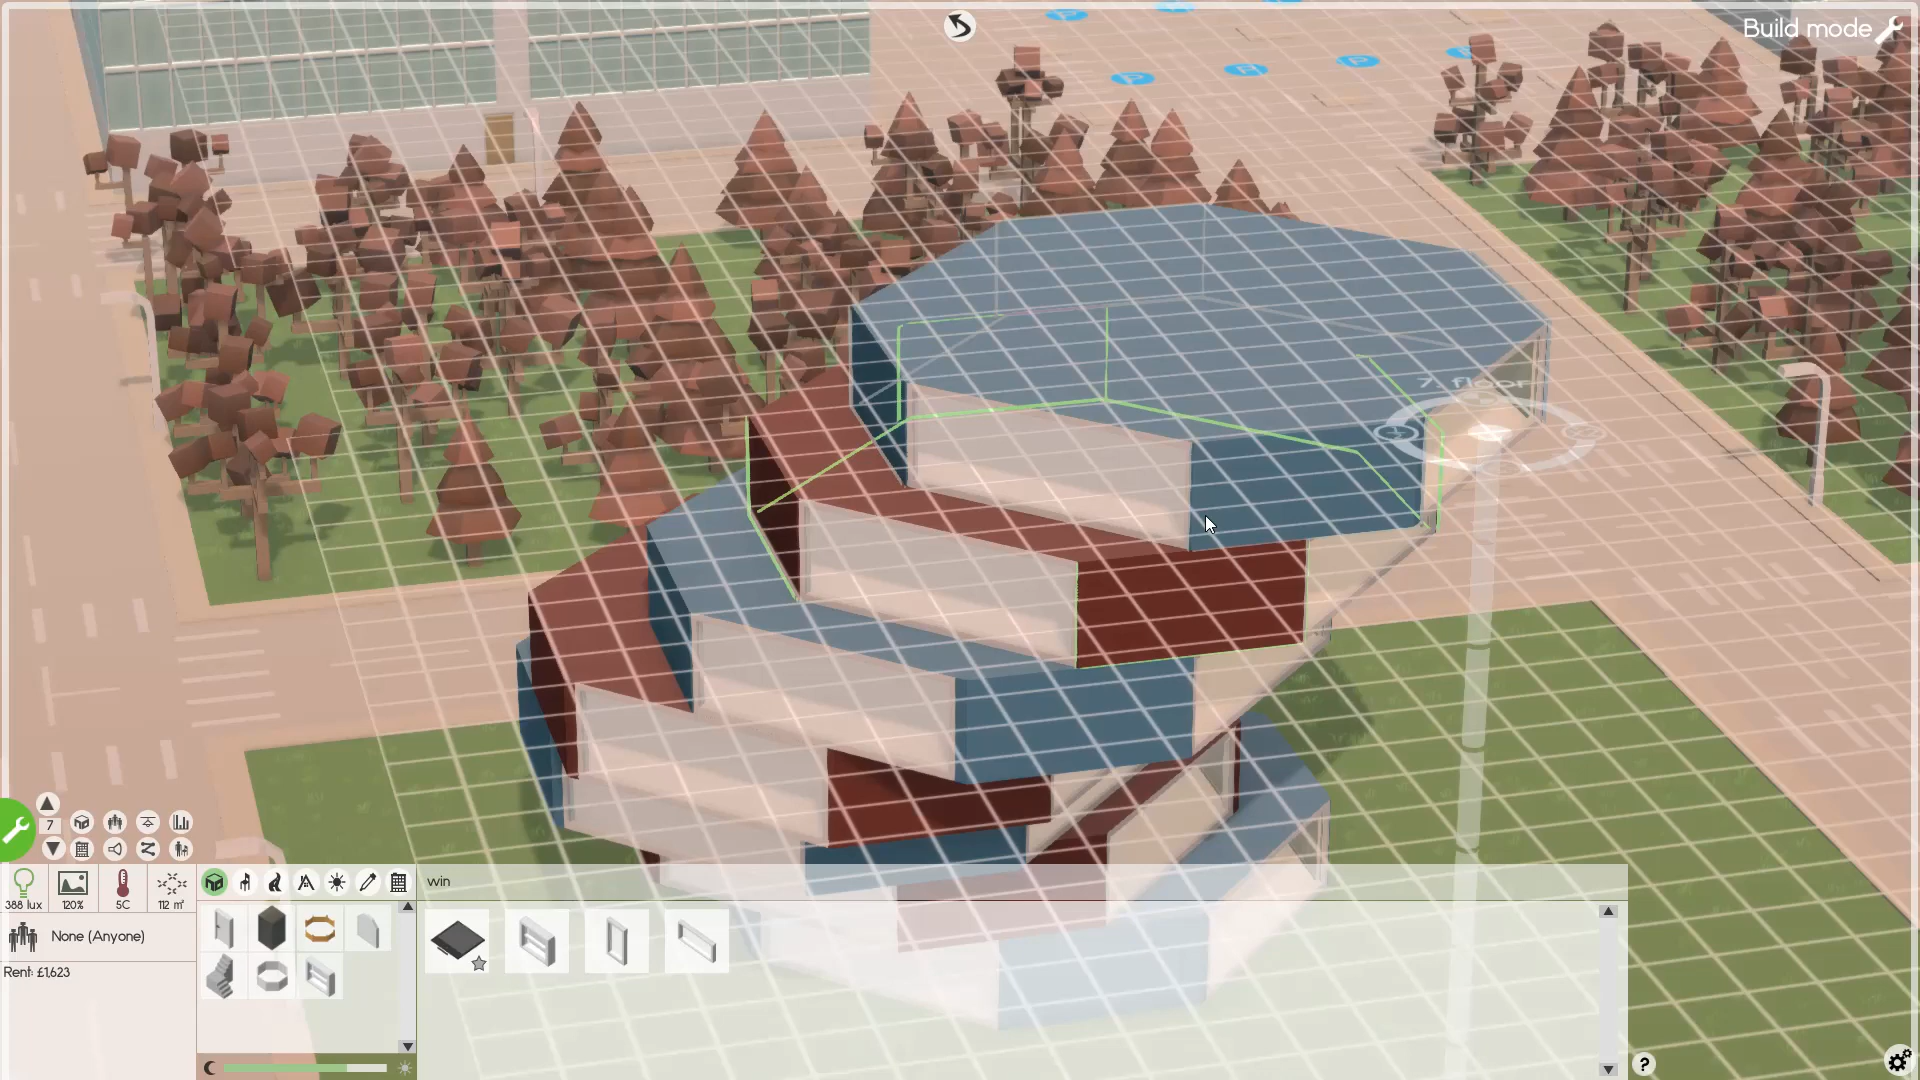 Build mode
P
P
P
P
7. floor
7
388 lux
120%
5C
112 m²
win
None (Anyone)
Rent: £1,623
?